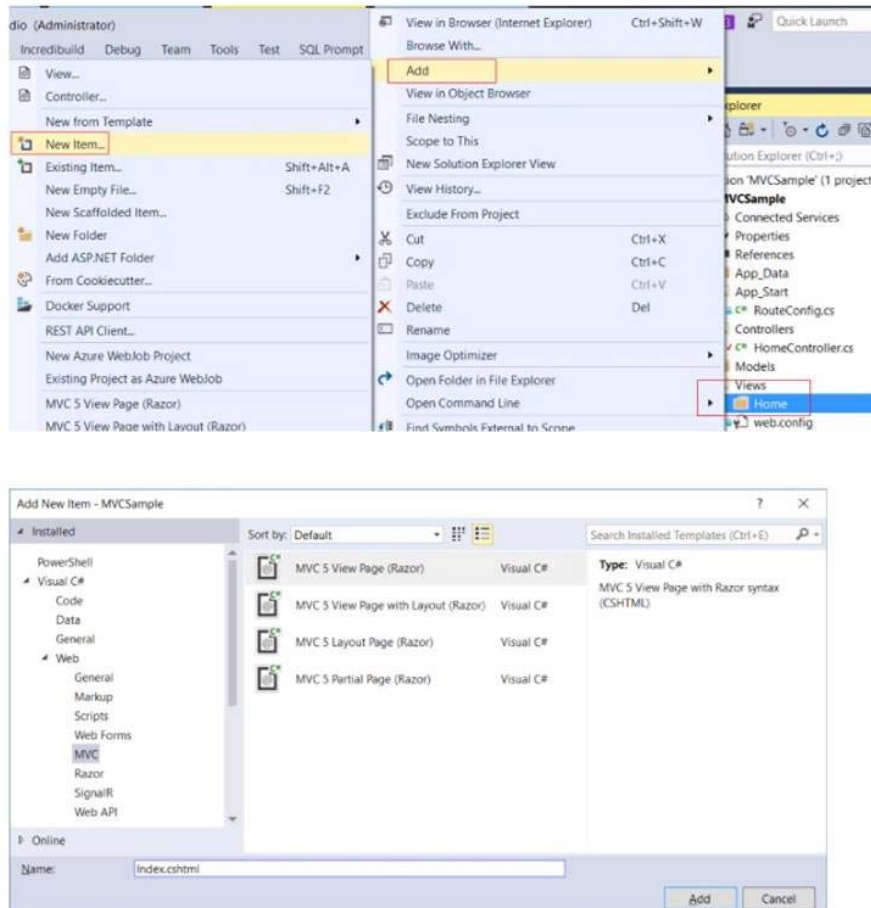 dio (Administrator)
Incredibuild Debug Team Tools Test SQL Prompt
View...
Controller...
New from Template
New Item...
Existing Item... Shift+Alt+A
New Empty File... Shift+F2
New Scaffolded Item...
New Folder
Add ASP.NET Folder
From Cookiecutter...
Docker Support
REST API Client...
New Azure WebJob Project
Existing Project as Azure WebJob
MVC 5 View Page (Razor)
MVC 5 View Page with Layout (Razor)
View in Browser (Internet Explorer) Ctrl+Shift+W
Browse With...
Add
View in Object Browser
File Nesting
Scope to This
New Solution Explorer View
View History...
Exclude From Project
Cut Ctrl+X
Copy Ctrl+C
Paste Ctrl+V
Delete Del
Rename
Image Optimizer
Open Folder in File Explorer
Open Command Line
Find Symbols External to Scope
Quick Launch
xplorer
ution Explorer (Ctrl+;)
ion 'MVCSample' (1 project
MVCSample
Connected Services
Properties
References
App_Data
App_Start
C# RouteConfig.cs
Controllers
C# HomeController.cs
Models
Views
Home
web.config
Add New Item - MVCSample ? ×
Installed
PowerShell
Visual C#
Code
Data
General
Web
General
Markup
Scripts
Web Forms
MVC
Razor
SignalR
Web API
Online
Sort by: Default
Search Installed Templates (Ctrl+E)
MVC 5 View Page (Razor) Visual C#
MVC 5 View Page with Layout (Razor) Visual C#
MVC 5 Layout Page (Razor) Visual C#
MVC 5 Partial Page (Razor) Visual C#
Type: Visual C#
MVC 5 View Page with Razor syntax
(CSHTML)
Name: Index.cshtml
Add Cancel